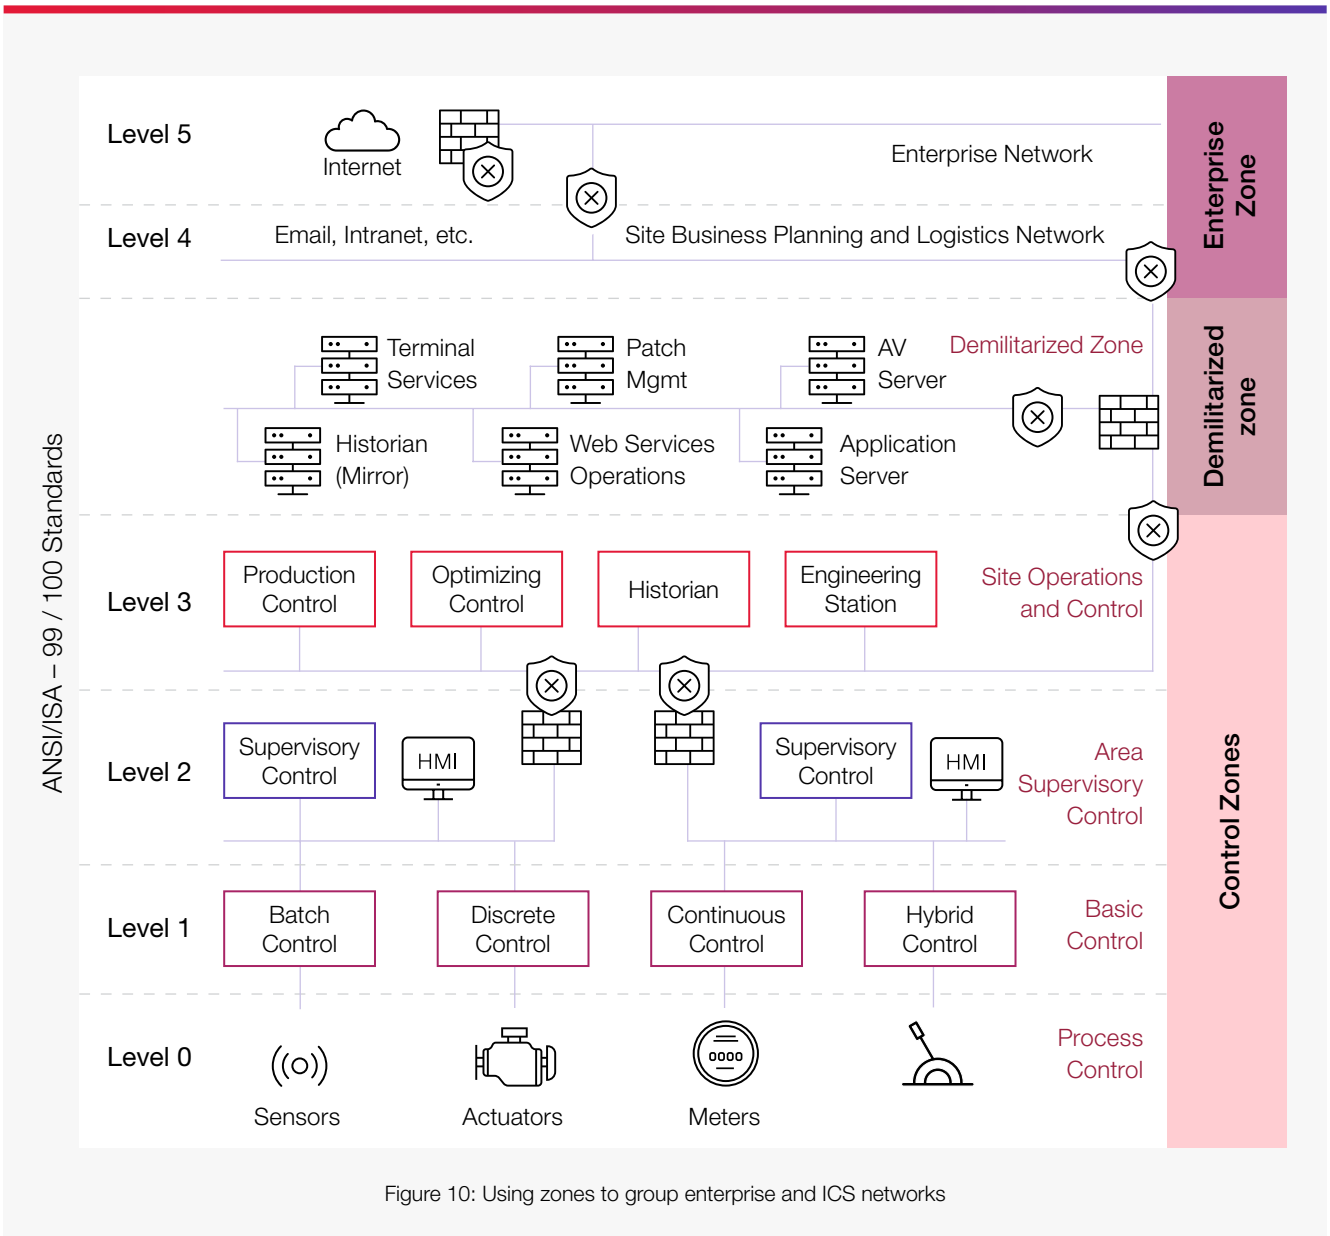 Level 5
Internet
Enterprise Network
Enterprise
Zone
Level 4
Email, Intranet, etc.
Site Business Planning and Logistics Network
Terminal
Services
Patch
Mgmt
AV
Server
Demilitarized Zone
Demilitarized
zone
Historian
(Mirror)
Web Services
Operations
Application
Server
ANSI/ISA – 99 / 100 Standards
Level 3
Production
Control
Optimizing
Control
Historian
Engineering
Station
Site Operations
and Control
Level 2
Supervisory
Control
HMI
Supervisory
Control
HMI
Area
Supervisory
Control
Control Zones
Level 1
Batch
Control
Discrete
Control
Continuous
Control
Hybrid
Control
Basic
Control
Level 0
Sensors
Actuators
0000
Meters
Process
Control
Figure 10: Using zones to group enterprise and ICS networks